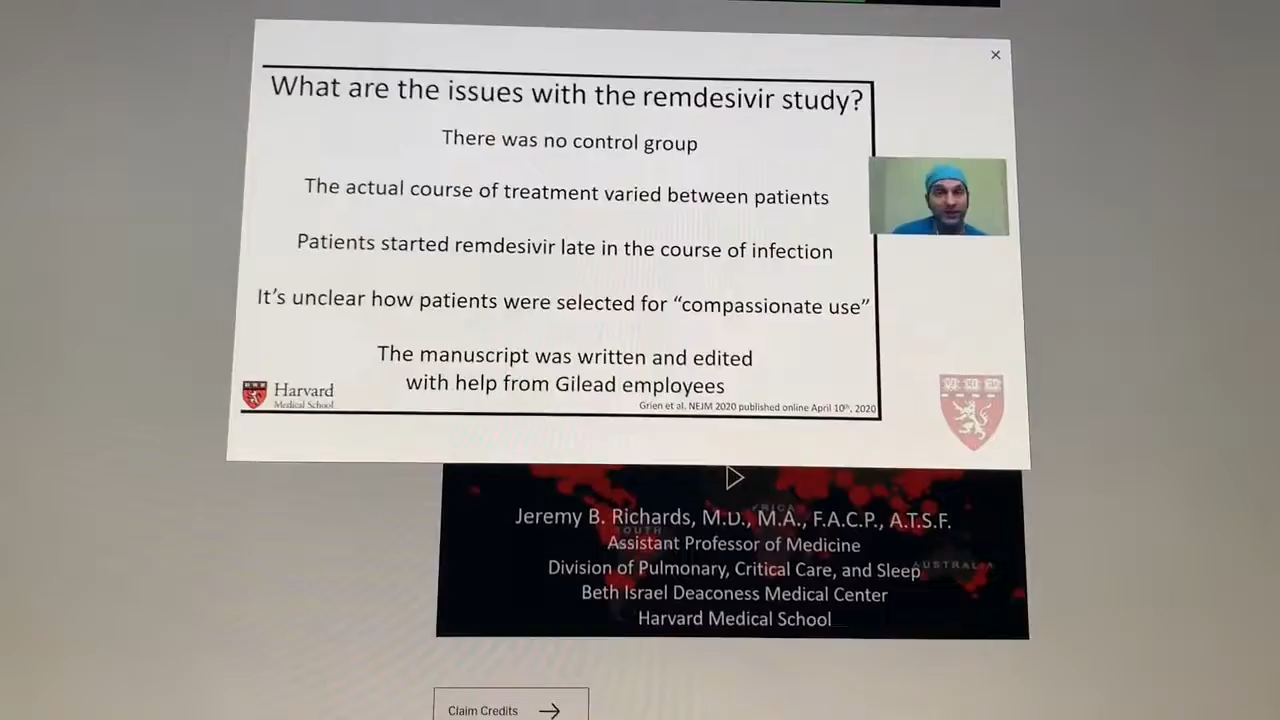 What are the issues with the remdesivir study?
There was no control group
The actual course of treatment varied between patients
Patients started remdesivir late in the course of infection
It's unclear how patients were selected for “compassionate use”
The manuscript was written and edited
with help from Gilead employees
Harvard
Medical School
Grien et al. NEJM 2020 published online April 10th, 2020
Jeremy B. Richards, M.D., M.A., F.A.C.P., A.T.S.F.
SOUTH
Assistant Professor of Medicine
Division of Pulmonary, Critical Care, and Sleep
AUSTRALIA
Beth Israel Deaconess Medical Center
Harvard Medical School
Claim Credits